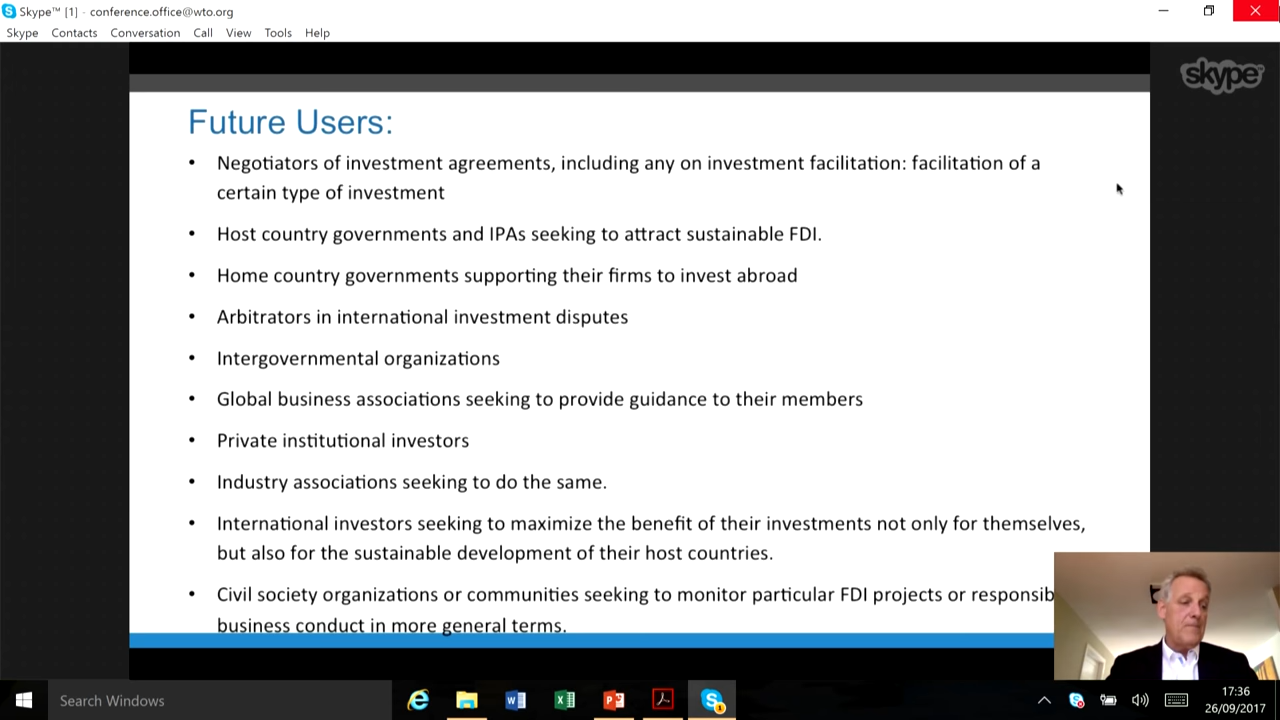 Skype™ [1] - conference.office@wto.org
Skype Contacts Conversation Call View Tools Help
skype™
Future Users:
• Negotiators of investment agreements, including any on investment facilitation: facilitation of a
certain type of investment
• Host country governments and IPAs seeking to attract sustainable FDI.
• Home country governments supporting their firms to invest abroad
• Arbitrators in international investment disputes
• Intergovernmental organizations
• Global business associations seeking to provide guidance to their members
• Private institutional investors
• Industry associations seeking to do the same.
• International investors seeking to maximize the benefit of their investments not only for themselves,
but also for the sustainable development of their host countries.
• Civil society organizations or communities seeking to monitor particular FDI projects or responsib
business conduct in more general terms.
Search Windows
17:36
26/09/2017